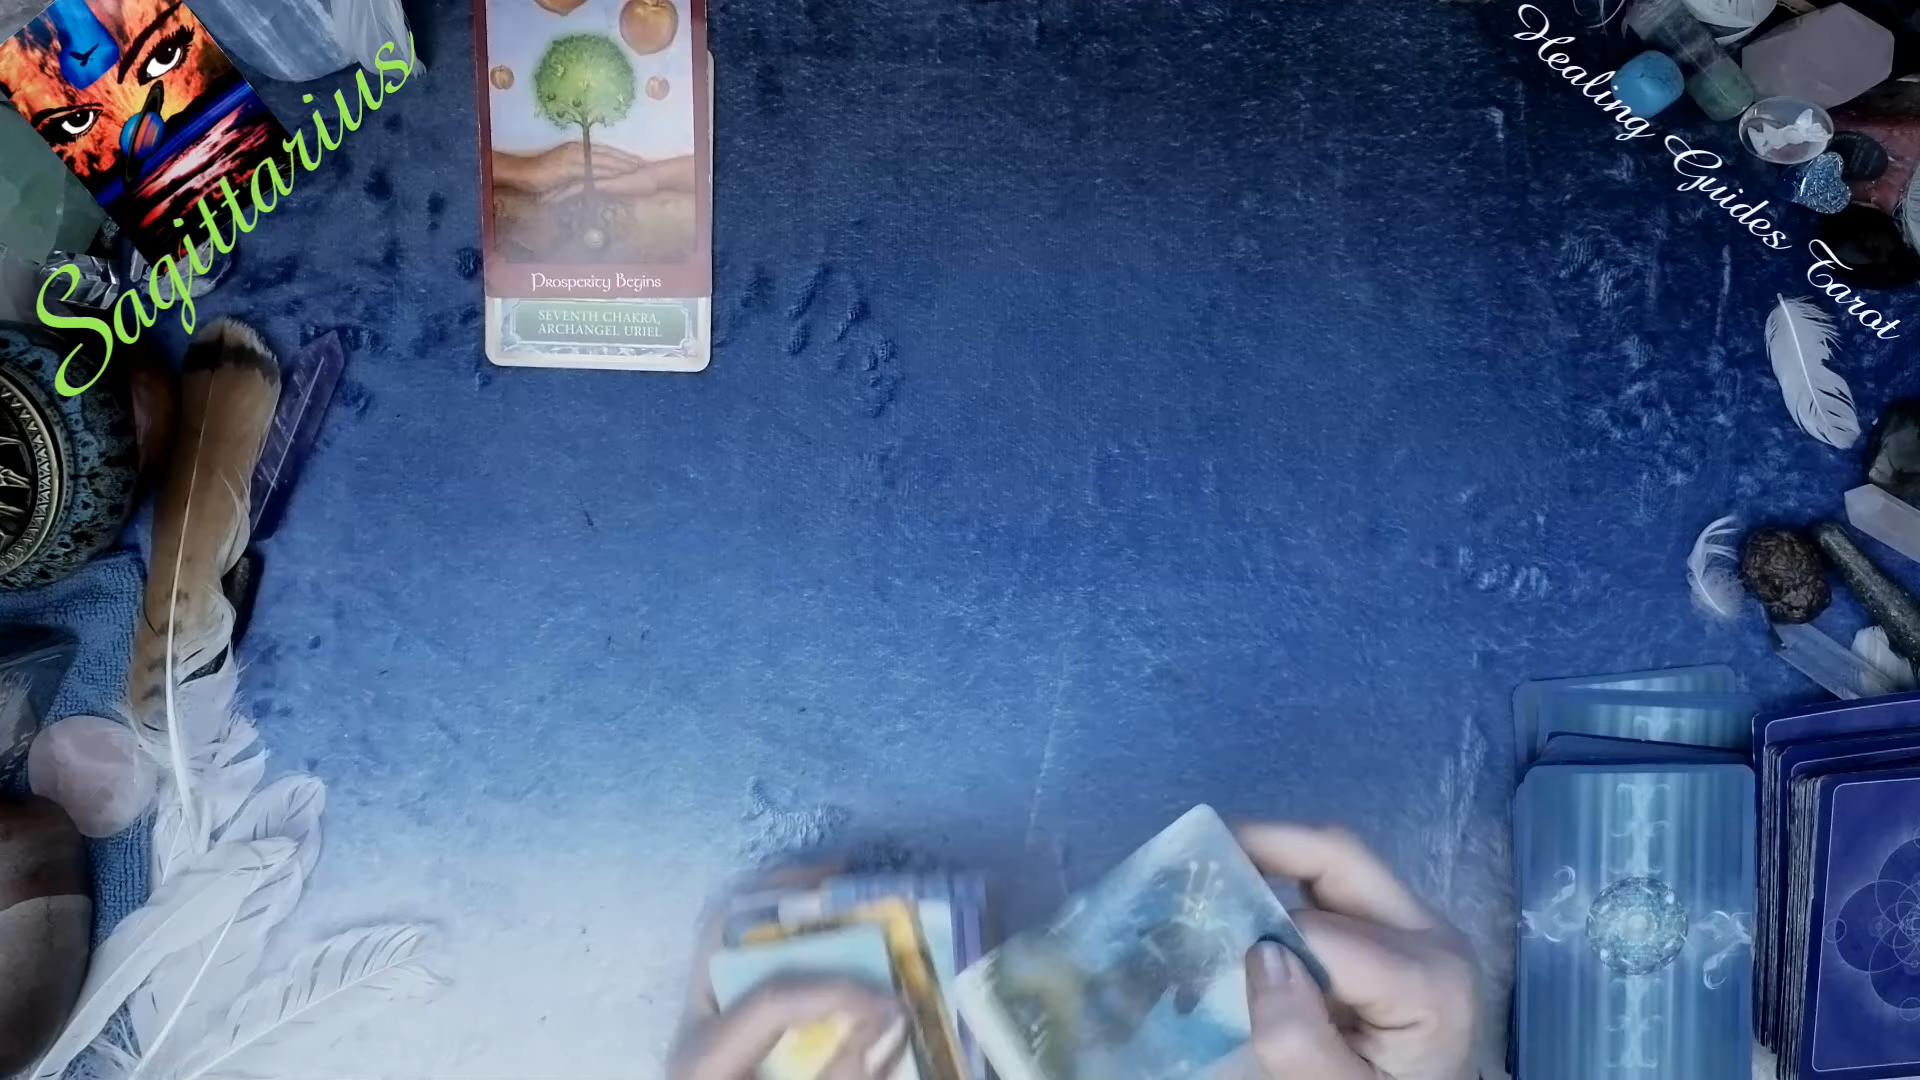 Sagittarius
Healing Guides Tarot
Prosperity Begins
SEVENTH CHAKRA,
ARCHANGEL URIEL